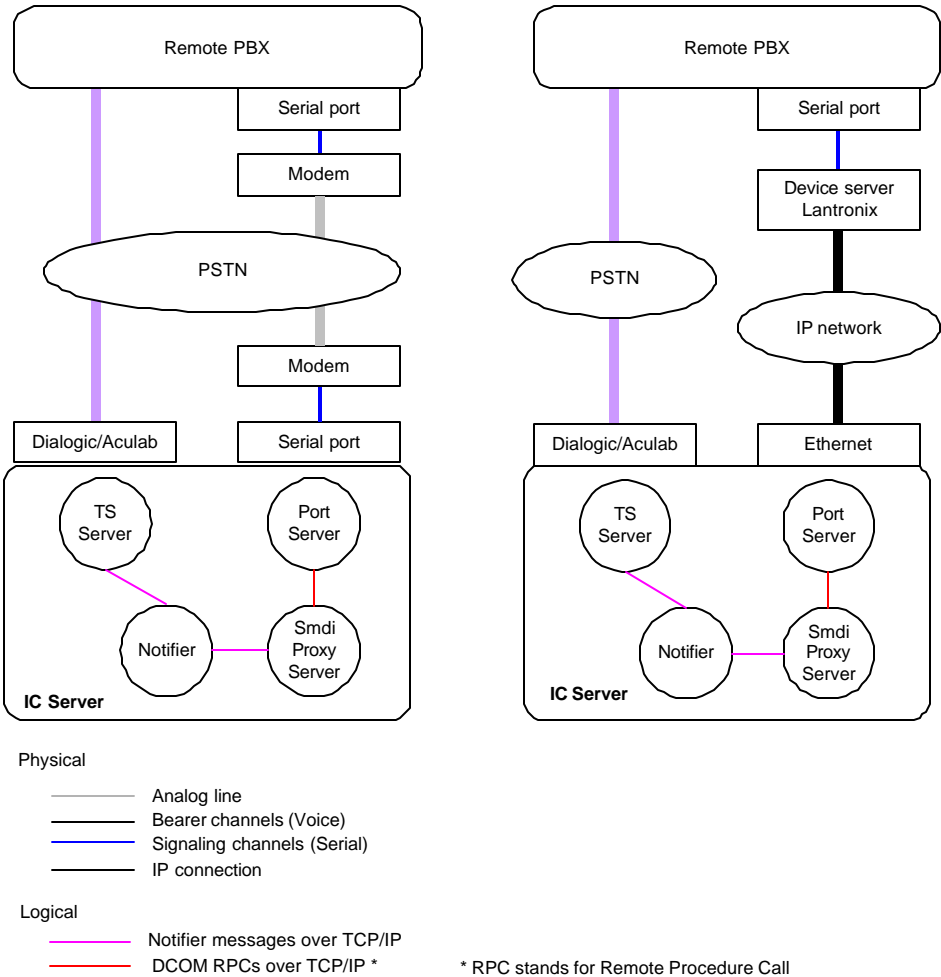 Remote PBX
Serial port
Modem
PSTN
Modem
Dialogic/Aculab
Serial port
TS
Server
Port
Server
Notifier
Smdi
Proxy
Server
IC Server
Remote PBX
Serial port
Device server
Lantronix
PSTN
IP network
Dialogic/Aculab
Ethernet
TS
Server
Port
Server
Notifier
Smdi
Proxy
Server
IC Server
Physical
Analog line
Bearer channels (Voice)
Signaling channels (Serial)
IP connection
Logical
Notifier messages over TCP/IP
DCOM RPCs over TCP/IP *
* RPC stands for Remote Procedure Call